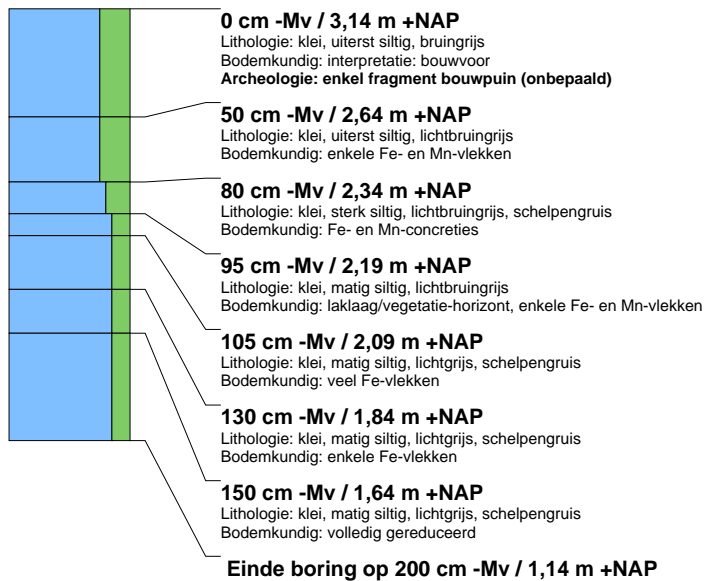 0 cm -Mv / 3,14 m +NAP
Lithologie: klei, uiterst siltig, bruingrijs
Bodemkundig: interpretatie: bouwvoor
Archeologie: enkel fragment bouwpuin (onbepaald)
50 cm -Mv / 2,64 m +NAP
Lithologie: klei, uiterst siltig, lichtbruingrijs
Bodemkundig: enkele Fe- en Mn-vlekken
80 cm -Mv / 2,34 m +NAP
Lithologie: klei, sterk siltig, lichtbruingrijs, schelpengruis
Bodemkundig: Fe- en Mn-concreties
95 cm -Mv / 2,19 m +NAP
Lithologie: klei, matig siltig, lichtbruingrijs
Bodemkundig: laklaag/vegetatie-horizont, enkele Fe- en Mn-vlekken
105 cm -Mv / 2,09 m +NAP
Lithologie: klei, matig siltig, lichtgrijs, schelpengruis
Bodemkundig: veel Fe-vlekken
130 cm -Mv / 1,84 m +NAP
Lithologie: klei, matig siltig, lichtgrijs, schelpengruis
Bodemkundig: enkele Fe-vlekken
150 cm -Mv / 1,64 m +NAP
Lithologie: klei, matig siltig, lichtgrijs, schelpengruis
Bodemkundig: volledig gereduceerd
Einde boring op 200 cm -Mv / 1,14 m +NAP